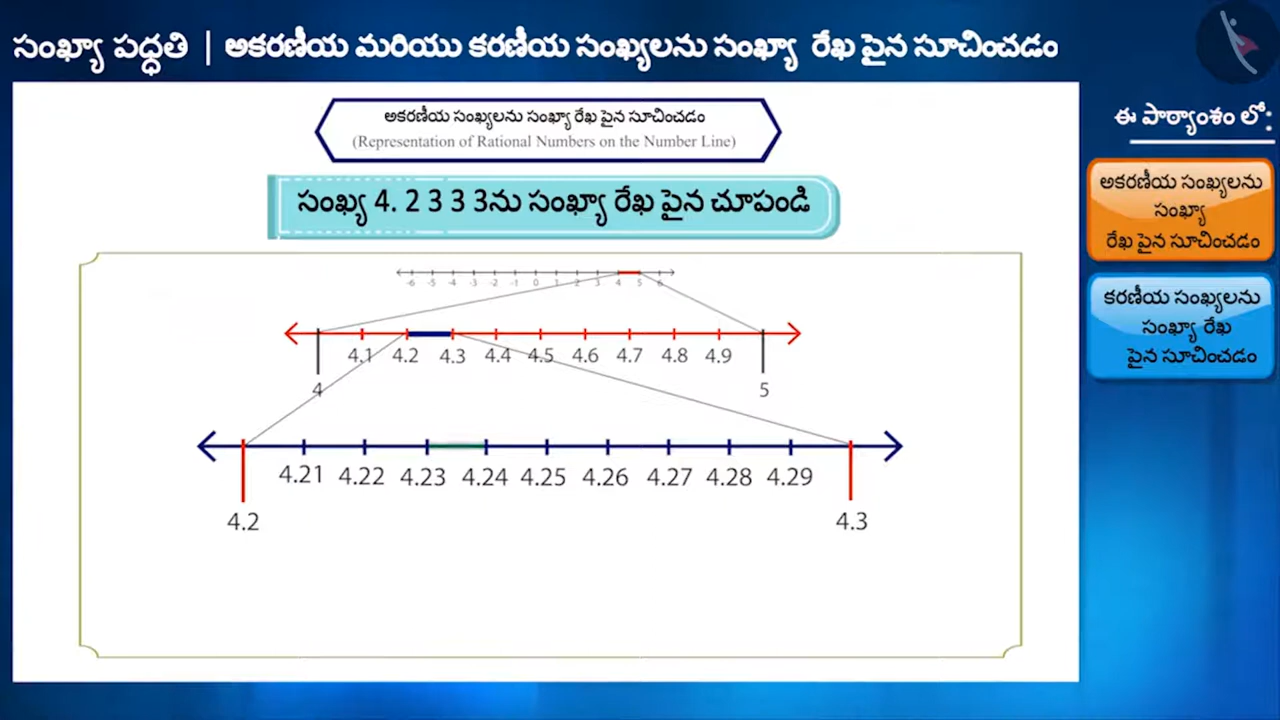 సంఖ్యా పద్ధతి | అకరణీయ మరియు కరణీయ సంఖ్యలను సంఖ్యా రేఖ పైన సూచించడం
అకరణీయ సంఖ్యలను సంఖ్యా రేఖ పైన సూచించడం
(Representation of Rational Numbers on the Number Line)
సంఖ్య 4. 2 3 3 3ను సంఖ్యా రేఖ పైన చూపండి
-6 -5 -4 -3 -2 -1 0 1 2 3 4 5 6
4.1 4.2 4.3 4.4 4.5 4.6 4.7 4.8 4.9
4 5
4.21 4.22 4.23 4.24 4.25 4.26 4.27 4.28 4.29
4.2 4.3
ఈ పాఠ్యాంశం లో:
అకరణీయ సంఖ్యలను
సంఖ్యా
రేఖ పైన సూచించడం
కరణీయ సంఖ్యలను
సంఖ్యా రేఖ
పైన సూచించడం